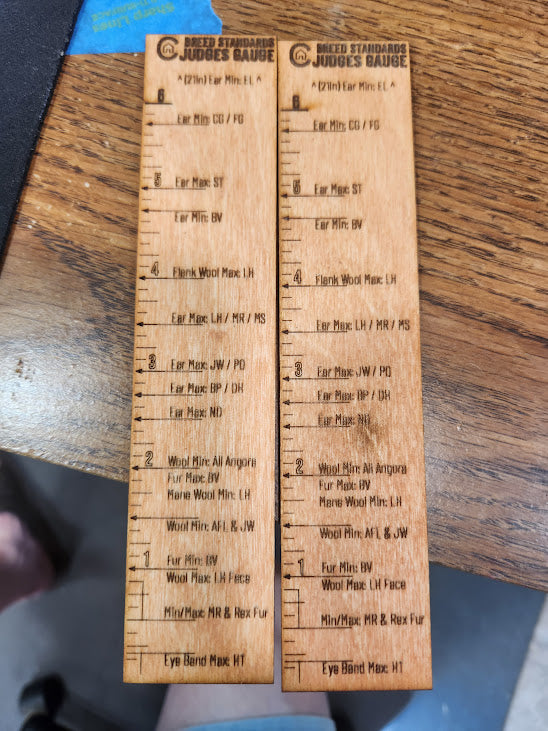 BREED STANDARDS
JUDGES GAUGE
^ (21in) Ear Min: EL ^
6
Ear Min: CG / FG
5
Ear Max: ST
Ear Min: BV
4
Flank Wool Max: LH
Ear Max: LH / MR / MS
3
Ear Max: JW / PO
Ear Max: BP / DH
Ear Max: ND
2
Wool Min: All Angora
Fur Max: BV
Mane Wool Min: LH
Wool Min: AFL & JW
1
Fur Min: BV
Wool Max: LH Face
Min/Max: MR & Rex Fur
Eye Band Max: HT
BREED STANDARDS
JUDGES GAUGE
^ (21in) Ear Min: EL ^
6
Ear Min: CG / FG
5
Ear Max: ST
Ear Min: BV
4
Flank Wool Max: LH
Ear Max: LH / MR / MS
3
Ear Max: JW / PO
Ear Max: BP / DH
Ear Max: ND
2
Wool Min: All Angora
Fur Max: BV
Mane Wool Min: LH
Wool Min: AFL & JW
1
Fur Min: BV
Wool Max: LH Face
Min/Max: MR & Rex Fur
Eye Band Max: HT